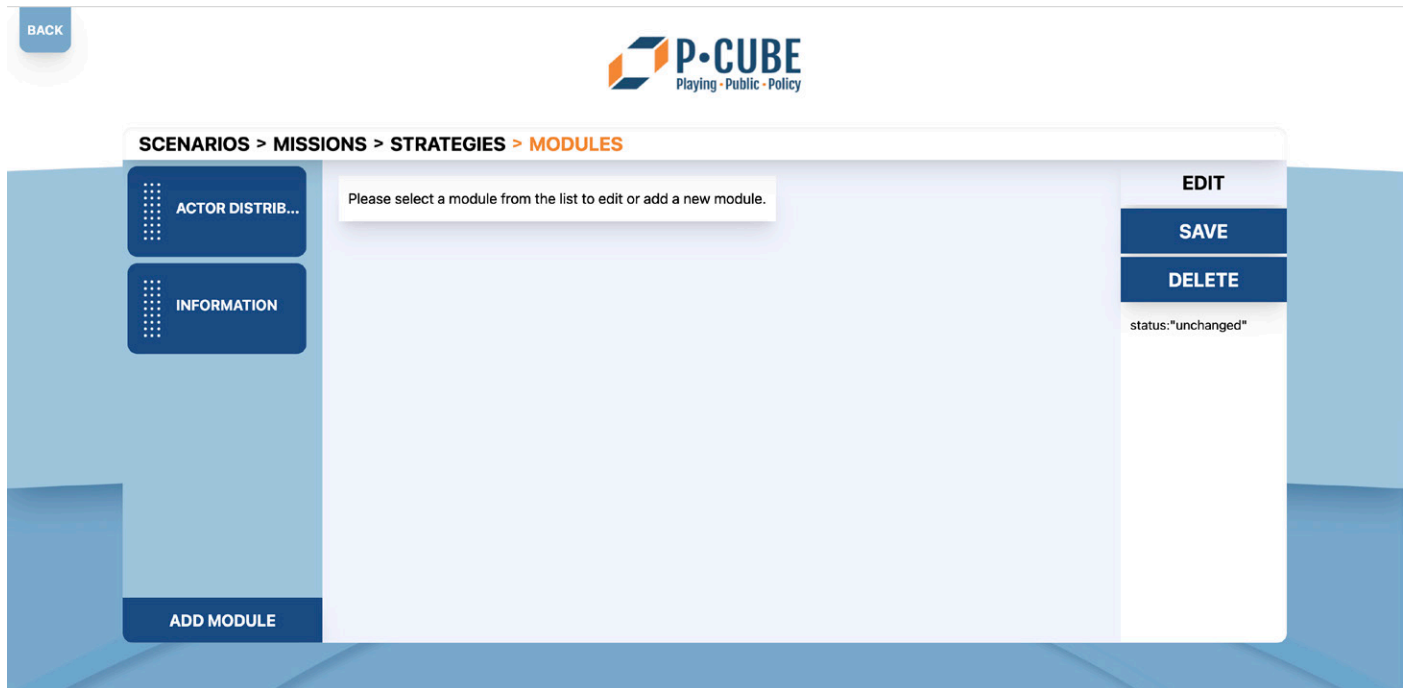 BACK
P•CUBE
Playing • Public • Policy
SCENARIOS > MISSIONS > STRATEGIES > MODULES
ACTOR DISTRIB...
INFORMATION
ADD MODULE
Please select a module from the list to edit or add a new module.
EDIT
SAVE
DELETE
status:"unchanged"